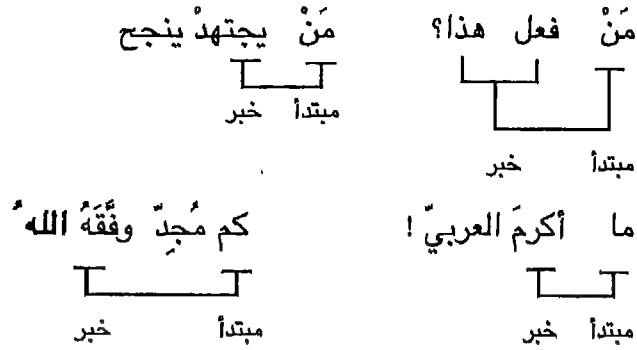 مَنْ فعل هذا؟ مَنْ يجتهدْ ينجح
مبتدأ خبر
مبتدأ خبر
ما أكرمَ العربيّ ! كم مُجِدّ وفَّقَهُ اللهُ
مبتدأ خبر مبتدأ خبر